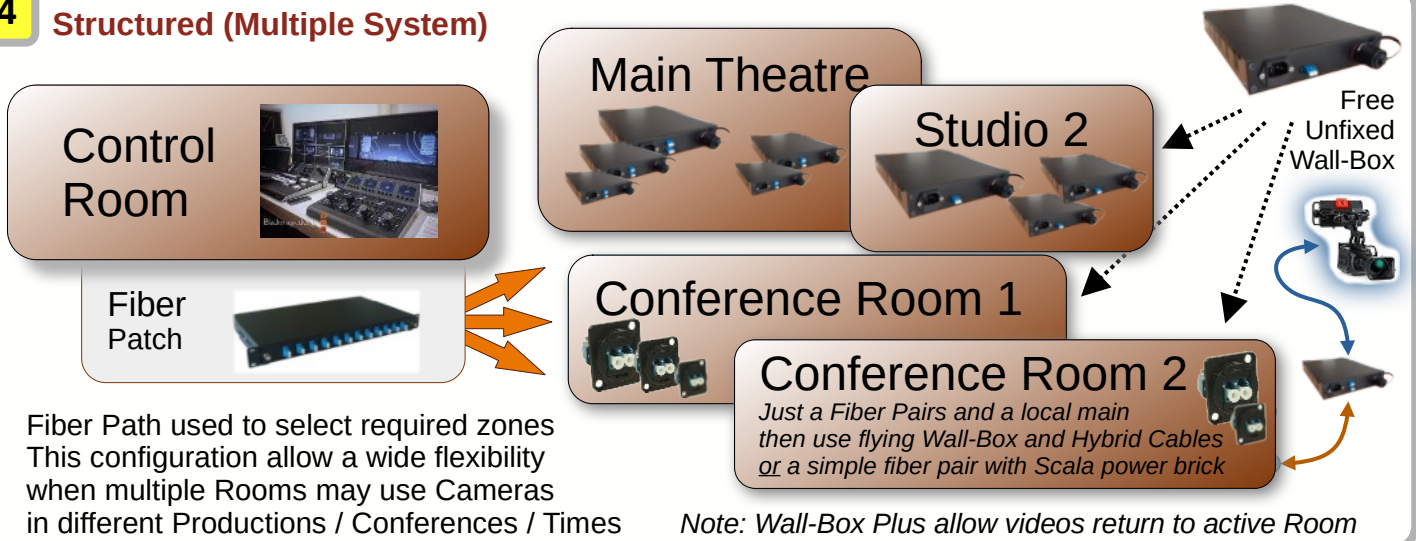 4
Structured (Multiple System)
Control
Room
Fiber
Patch
Main Theatre
Studio 2
Free
Unfixed
Wall-Box
Conference Room 1
Conference Room 2
Just a Fiber Pairs and a local main
then use flying Wall-Box and Hybrid Cables
or a simple fiber pair with Scala power brick
Fiber Path used to select required zones
This configuration allow a wide flexibility
when multiple Rooms may use Cameras
in different Productions / Conferences / Times
Note: Wall-Box Plus allow videos return to active Room